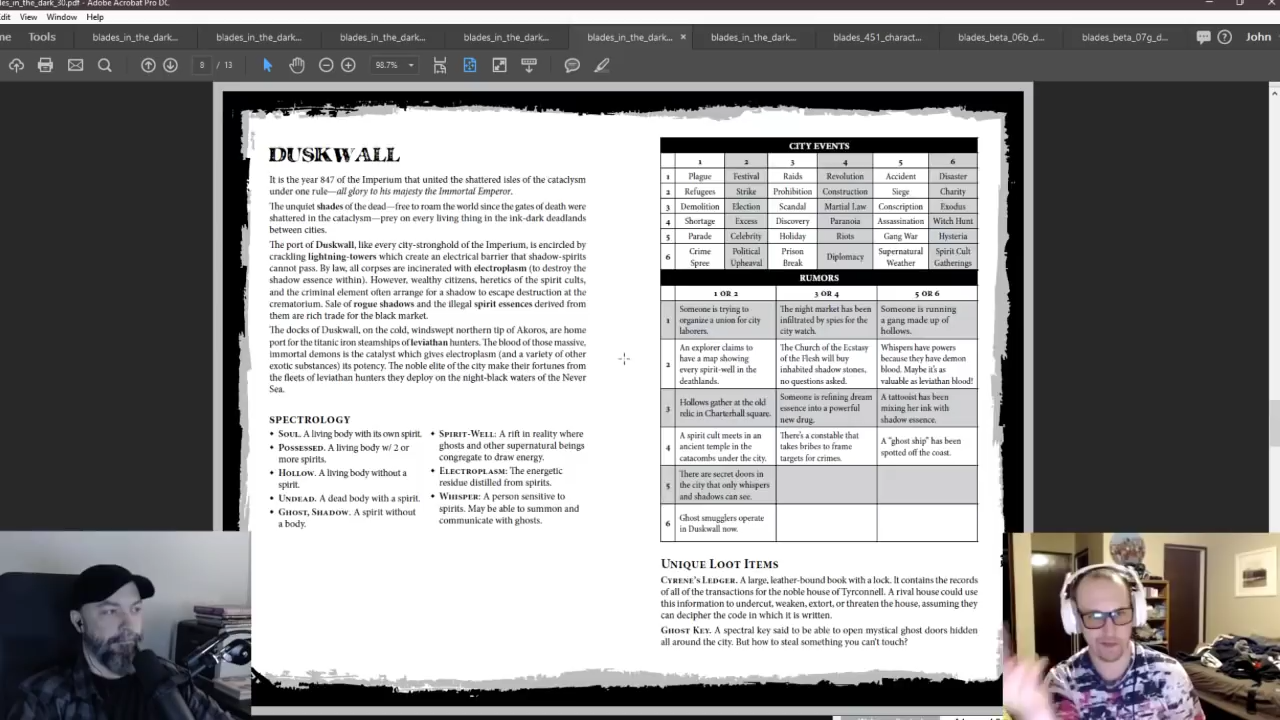 lades_in_the_dark_30.pdf - Adobe Acrobat Pro DC
Edit View Window Help
me Tools blades_in_the_dark... blades_in_the_dark... blades_in_the_dark... blades_in_the_dark... blades_in_the_dark... × blades_in_the_dark... blades_451_charact... blades_beta_06b_d... blades_beta_07g_d... John
8 / 13 98.7%
DUSKWALL
It is the year 847 of the Imperium that united the shattered isles of the cataclysm
under one rule—all glory to his majesty the Immortal Emperor.
The unquiet shades of the dead—free to roam the world since the gates of death were
shattered in the cataclysm—prey on every living thing in the ink-dark deadlands
between cities.
The port of Duskwall, like every city-stronghold of the Imperium, is encircled by
crackling lightning-towers which create an electrical barrier that shadow-spirits
cannot pass. By law, all corpses are incinerated with electroplasm (to destroy the
shadow essence within). However, wealthy citizens, heretics of the spirit cults,
and the criminal element often arrange for a shadow to escape destruction at the
crematorium. Sale of rogue shadows and the illegal spirit essences derived from
them are rich trade for the black market.
The docks of Duskwall, on the cold, windswept northern tip of Akoros, are home
port for the titanic iron steamships of leviathan hunters. The blood of those massive,
immortal demons is the catalyst which gives electroplasm (and a variety of other
exotic substances) its potency. The noble elite of the city make their fortunes from
the fleets of leviathan hunters they deploy on the night-black waters of the Never
Sea.
SPECTROLOGY
• SOUL. A living body with its own spirit.
• POSSESSED. A living body w/ 2 or
more spirits.
• HOLLOW. A living body without a
spirit.
• UNDEAD. A dead body with a spirit.
• GHOST, SHADOW. A spirit without
a body.
• SPIRIT-WELL: A rift in reality where
ghosts and other supernatural beings
congregate to draw energy.
• ELECTROPLASM: The energetic
residue distilled from spirits.
• WHISPER: A person sensitive to
spirits. May be able to summon and
communicate with ghosts.
CITY EVENTS
1 2 3 4 5 6
1 Plague Festival Raids Revolution Accident Disaster
2 Refugees Strike Prohibition Construction Siege Charity
3 Demolition Election Scandal Martial Law Conscription Exodus
4 Shortage Excess Discovery Paranoia Assassination Witch Hunt
5 Parade Celebrity Holiday Riots Gang War Hysteria
6 Crime Spree Political Upheaval Prison Break Diplomacy Supernatural Weather Spirit Cult Gatherings
RUMORS
1 OR 2 3 OR 4 5 OR 6
1
Someone is trying to
organize a union for city
laborers.
The night market has been
infiltrated by spies for the
city watch.
Someone is running
a gang made up of
hollows.
2
An explorer claims to
have a map showing
every spirit-well in the
deathlands.
The Church of the Ecstasy
of the Flesh will buy
inhabited shadow stones,
no questions asked.
Whispers have powers
because they have demon
blood. Maybe it's as
valuable as leviathan blood!
3
Hollows gather at the old
relic in Charterhall square.
Someone is refining dream
essence into a powerful
new drug.
A tattooist has been
mixing her ink with
shadow essence.
4
A spirit cult meets in an
ancient temple in the
catacombs under the city.
There's a constable that
takes bribes to frame
targets for crimes.
A "ghost ship" has been
spotted off the coast.
5
There are secret doors in
the city that only whispers
and shadows can see.
6
Ghost smugglers operate
in Duskwall now.
UNIQUE LOOT ITEMS
CYRENE'S LEDGER. A large, leather-bound book with a lock. It contains the records
of all of the transactions for the noble house of Tyrconnell. A rival house could use
this information to undercut, weaken, extort, or threaten the house, assuming they
can decipher the code in which it is written.
GHOST KEY. A spectral key said to be able to open mystical ghost doors hidden
all around the city. But how to steal something you can't touch?